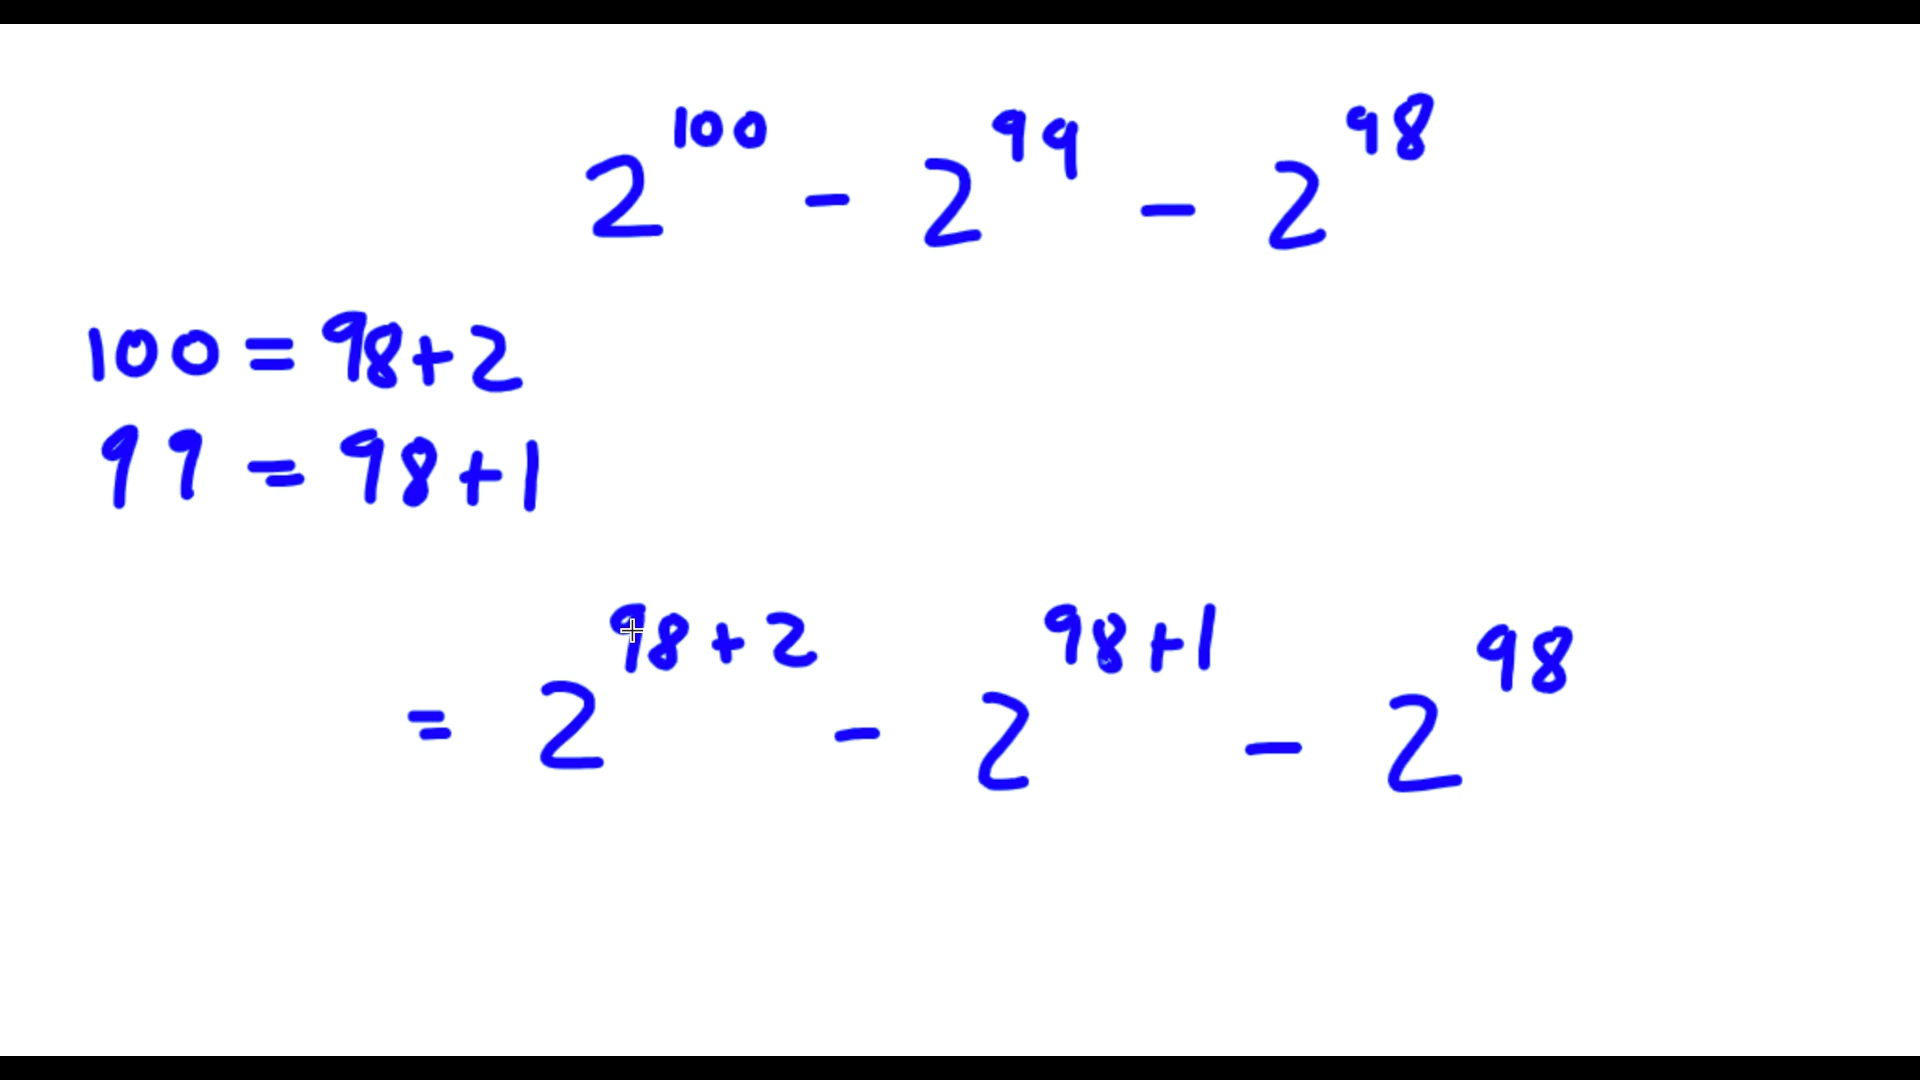 2^100 - 2^99 - 2^98
100 = 98+2
99 = 98+1
= 2^98+2 - 2^98+1 - 2^98